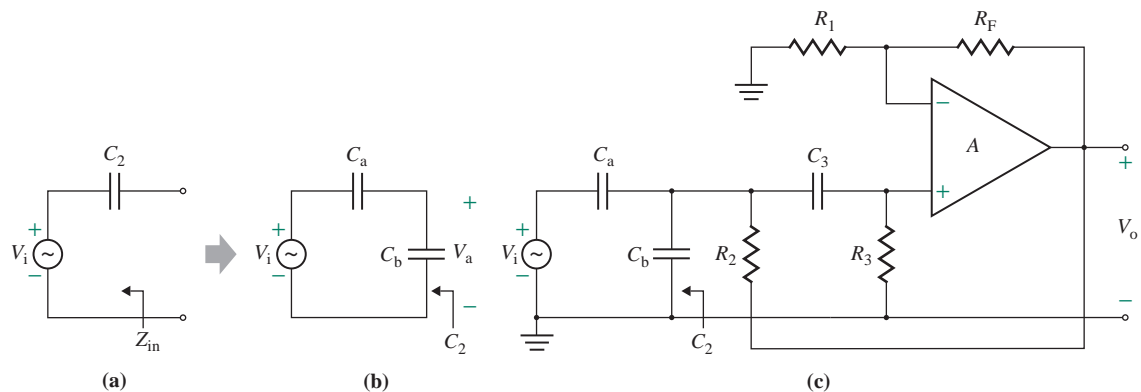 R1
RF
−
A
+
C2
+
Vi
~
−
Zin
(a)
Ca
+
Vi
~
−
Cb
+
Va
−
C2
(b)
Ca
C3
+
Vi
~
−
Cb
R2
R3
C2
+
Vo
−
(c)